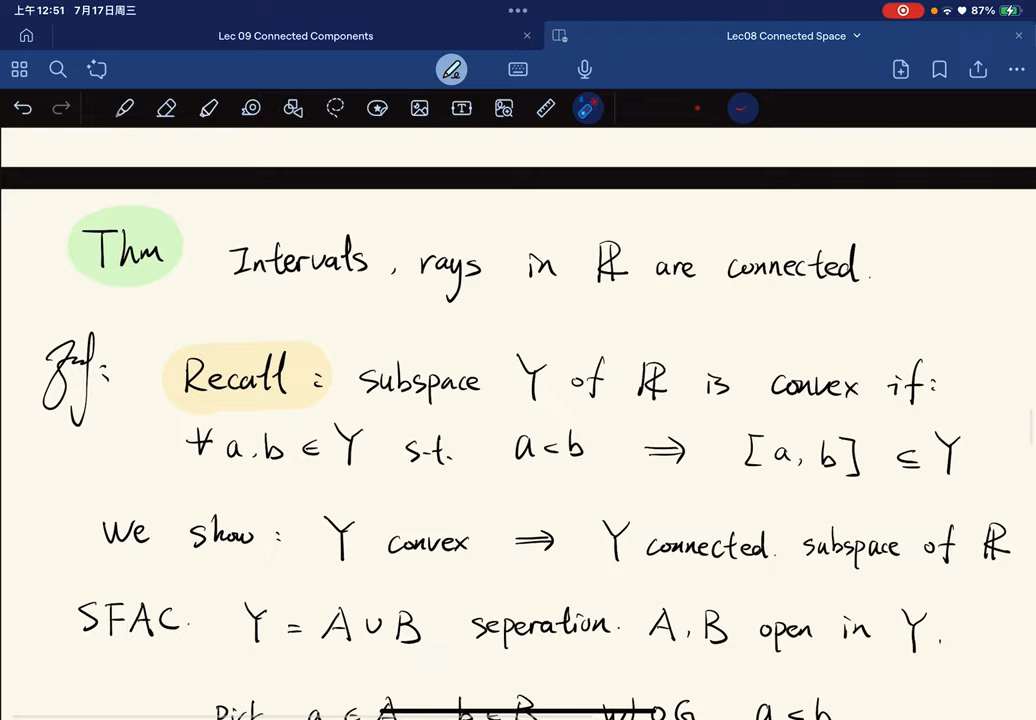 上午12:51 7月17日周三
87%
Lec 09 Connected Components
Lec08 Connected Space
Thm Intervals, rays in ℝ are connected.
Recall: subspace Y of ℝ is convex if:
∀ a, b ∈ Y s.t. a<b ⟹ [a, b] ⊆ Y
We show: Y convex ⟹ Y connected. subspace of ℝ
SFAC. Y = A ∪ B seperation. A, B open in Y.
Pick a ∈ A b ∈ B WLOG a<b